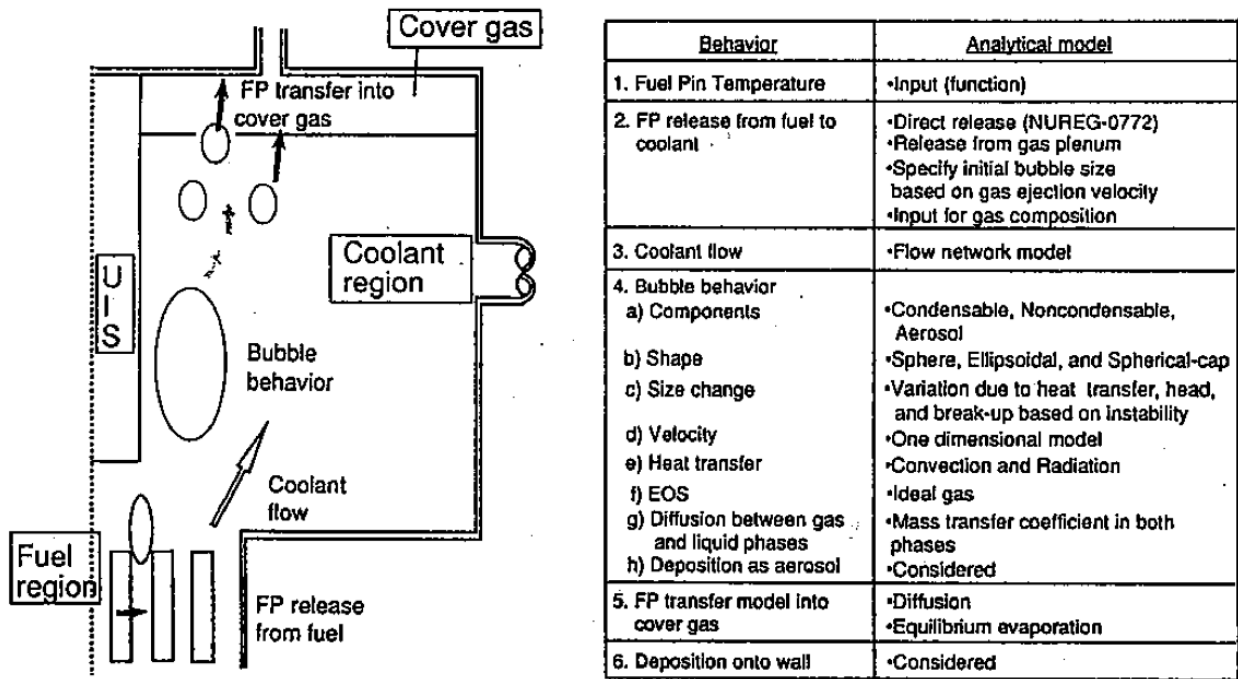 Cover gas
FP transfer into
cover gas
Coolant
region
U
I
S
Bubble
behavior
Coolant
flow
Fuel
region
FP release
from fuel
Behavior Analytical model
1. Fuel Pin Temperature •Input (function)
2. FP release from fuel to •Direct release (NUREG-0772)
coolant •Release from gas plenum
•Specify initial bubble size
based on gas ejection velocity
•Input for gas composition
3. Coolant flow •Flow network model
4. Bubble behavior
a) Components •Condensable, Noncondensable,
Aerosol
b) Shape •Sphere, Ellipsoidal, and Spherical-cap
c) Size change •Variation due to heat transfer, head,
and break-up based on Instability
d) Velocity •One dimensional model
e) Heat transfer •Convection and Radiation
f) EOS •Ideal gas
g) Diffusion between gas •Mass transfer coefficient in both
and liquid phases phases
h) Deposition as aerosol •Considered
5. FP transfer model into •Diffusion
cover gas •Equilibrium evaporation
6. Deposition onto wall •Considered